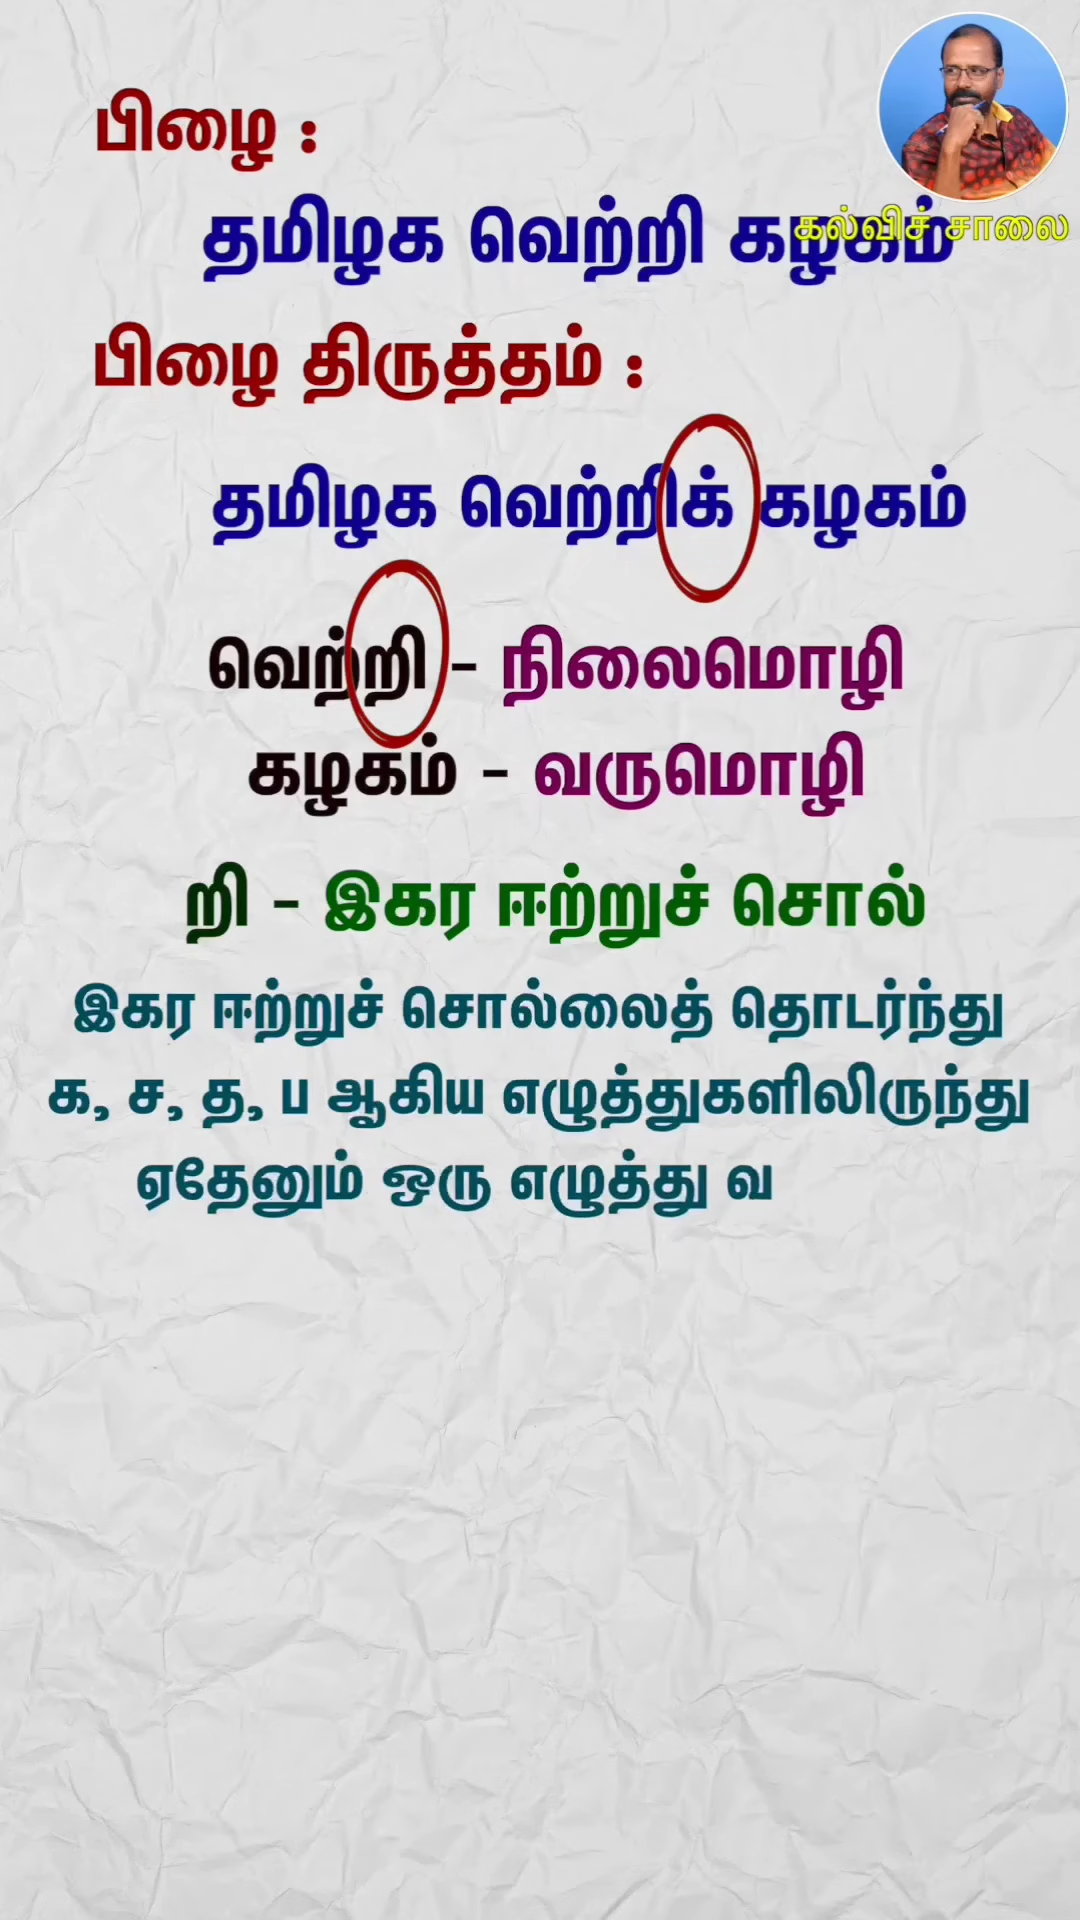 பிழை :
தமிழக வெற்றி கழகம்
கல்விச் சாலை
பிழை திருத்தம் :
தமிழக வெற்றிக் கழகம்
வெற்றி - நிலைமொழி
கழகம் - வருமொழி
றி - இகர ஈற்றுச் சொல்
இகர ஈற்றுச் சொல்லைத் தொடர்ந்து
க, ச, த, ப ஆகிய எழுத்துகளிலிருந்து
ஏதேனும் ஒரு எழுத்து வ